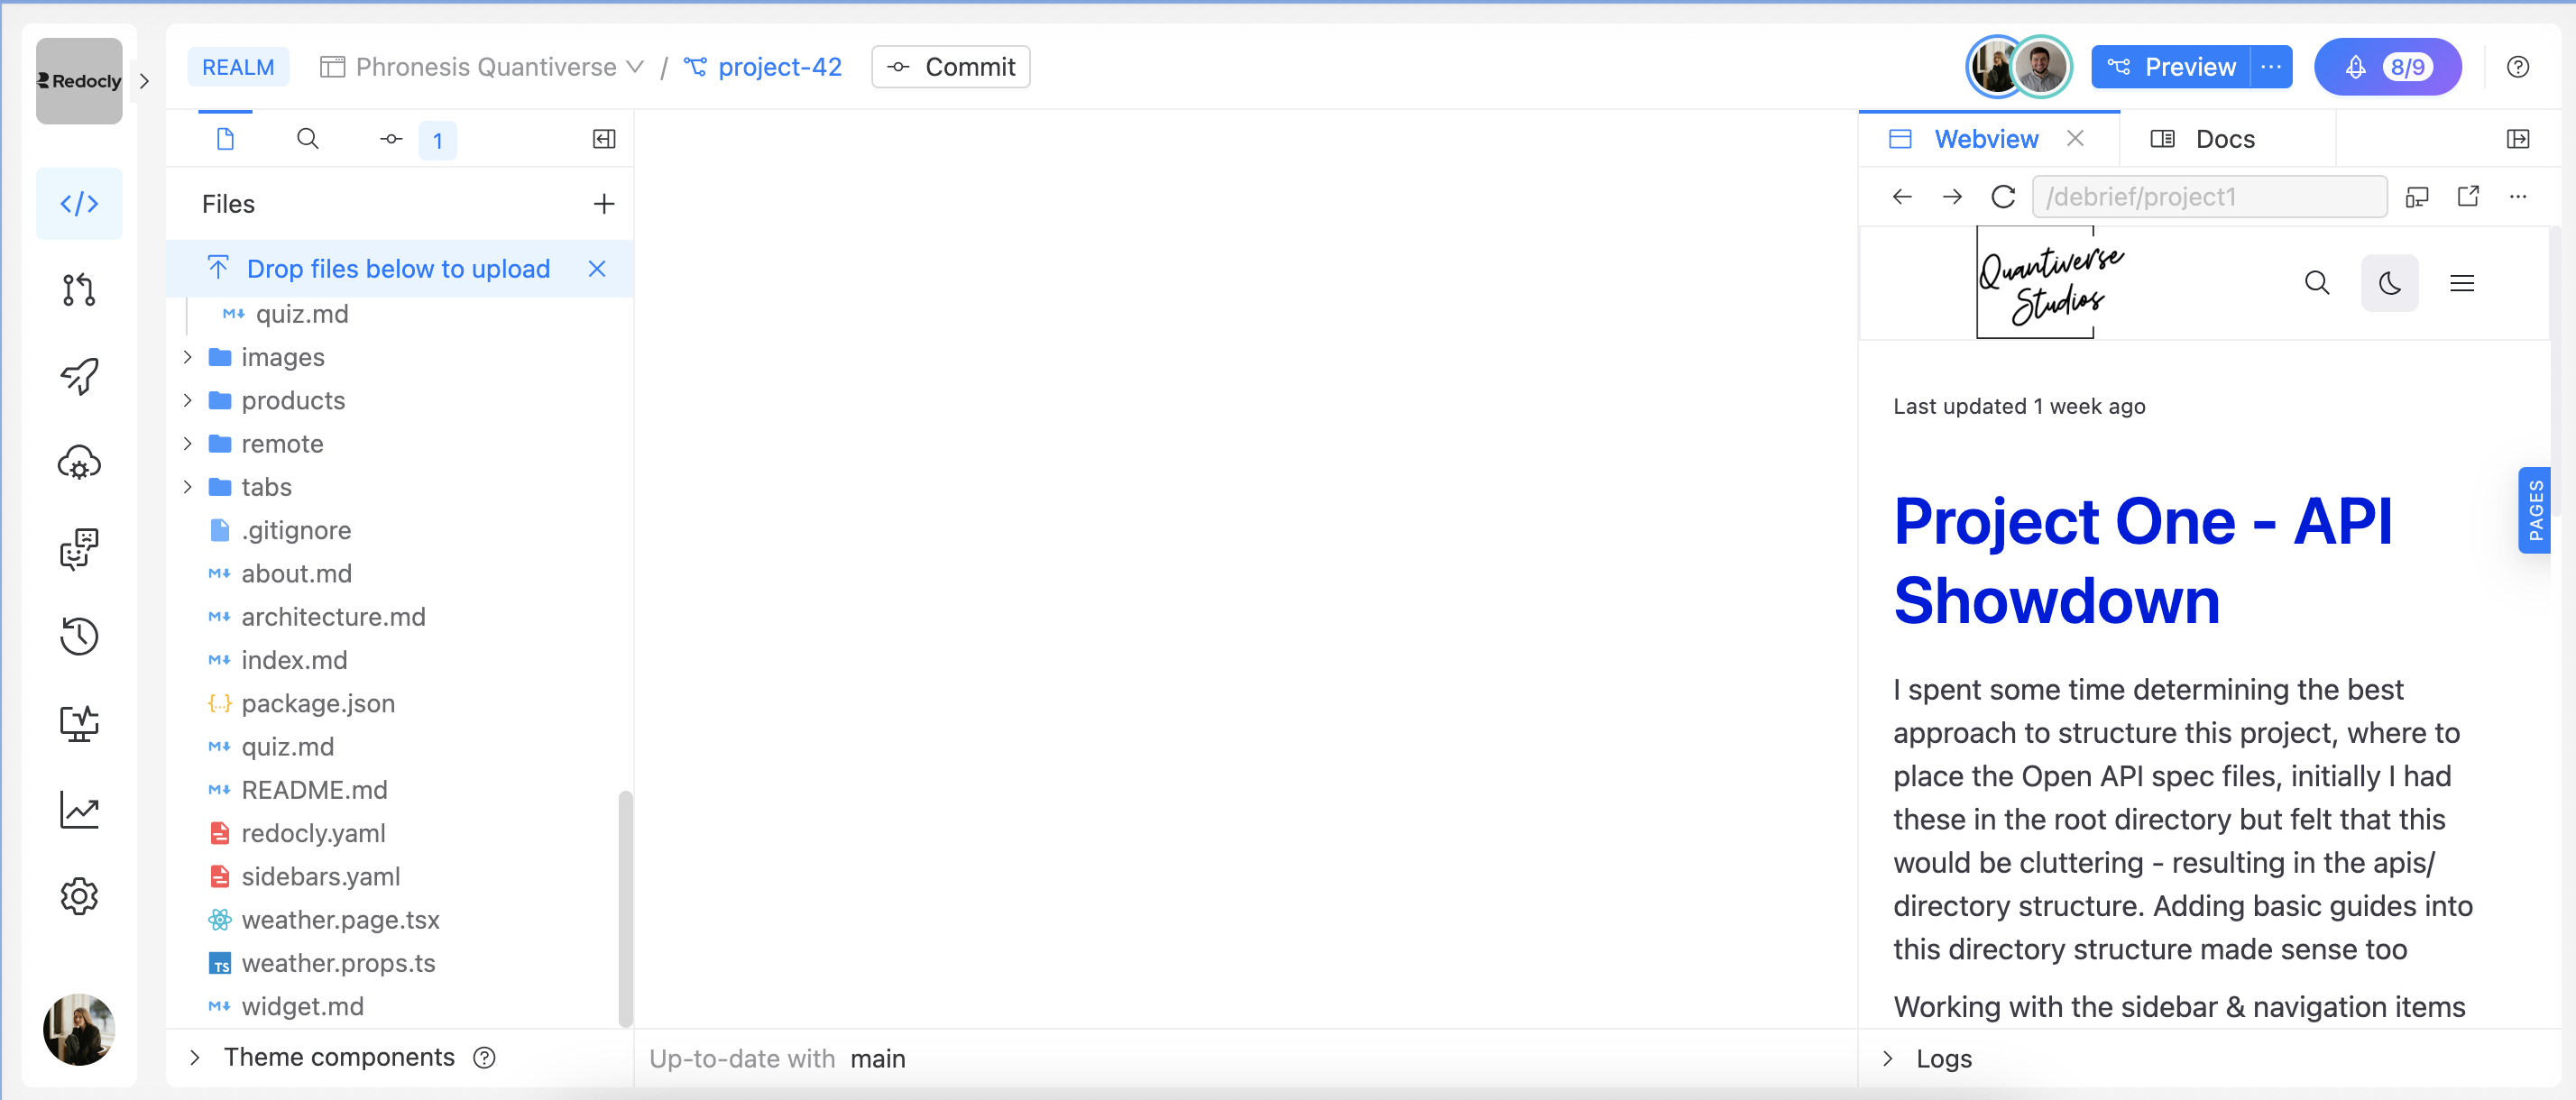 Redocly
REALM
Phronesis Quantiverse / project-42
Commit
Preview
8/9
1
Files
Drop files below to upload
quiz.md
images
products
remote
tabs
.gitignore
about.md
architecture.md
index.md
package.json
quiz.md
README.md
redocly.yaml
sidebars.yaml
weather.page.tsx
TS weather.props.ts
widget.md
Theme components
Up-to-date with main
Webview
Docs
/debrief/project1
Quantiverse
Studios
Last updated 1 week ago
PAGES
Project One - API
Showdown
I spent some time determining the best
approach to structure this project, where to
place the Open API spec files, initially I had
these in the root directory but felt that this
would be cluttering - resulting in the apis/
directory structure. Adding basic guides into
this directory structure made sense too
Working with the sidebar & navigation items
Logs